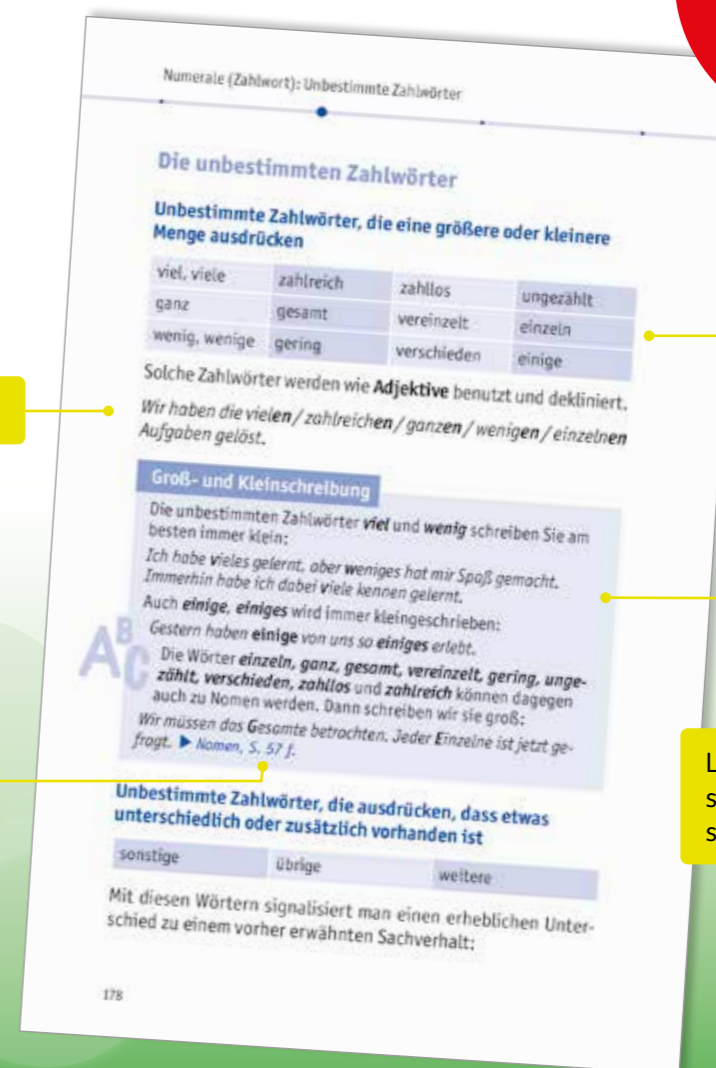 Numerale (Zahlwort): Unbestimmte Zahlwörter
Die unbestimmten Zahlwörter
Unbestimmte Zahlwörter, die eine größere oder kleinere
Menge ausdrücken
viel, viele zahlreich zahllos ungezählt
ganz gesamt vereinzelt einzeln
wenig, wenige gering verschieden einige
Solche Zahlwörter werden wie Adjektive benutzt und dekliniert.
Wir haben die vielen / zahlreichen / ganzen / wenigen / einzelnen
Aufgaben gelöst.
Groß- und Kleinschreibung
Die unbestimmten Zahlwörter viel und wenig schreiben Sie am
besten immer klein:
Ich habe vieles gelernt, aber weniges hat mir Spaß gemacht.
Immerhin habe ich dabei viele kennen gelernt.
Auch einige, einiges wird immer kleingeschrieben:
Gestern haben einige von uns so einiges erlebt.
ABC
Die Wörter einzeln, ganz, gesamt, vereinzelt, gering, unge-
zählt, verschieden, zahllos und zahlreich können dagegen
auch zu Nomen werden. Dann schreiben wir sie groß:
Wir müssen das Gesamte betrachten. Jeder Einzelne ist jetzt ge-
fragt. ▶ Nomen, S. 57 f.
Unbestimmte Zahlwörter, die ausdrücken, dass etwas
unterschiedlich oder zusätzlich vorhanden ist
sonstige übrige weitere
Mit diesen Wörtern signalisiert man einen erheblichen Unter-
schied zu einem vorher erwähnten Sachverhalt:
178
L
s
s